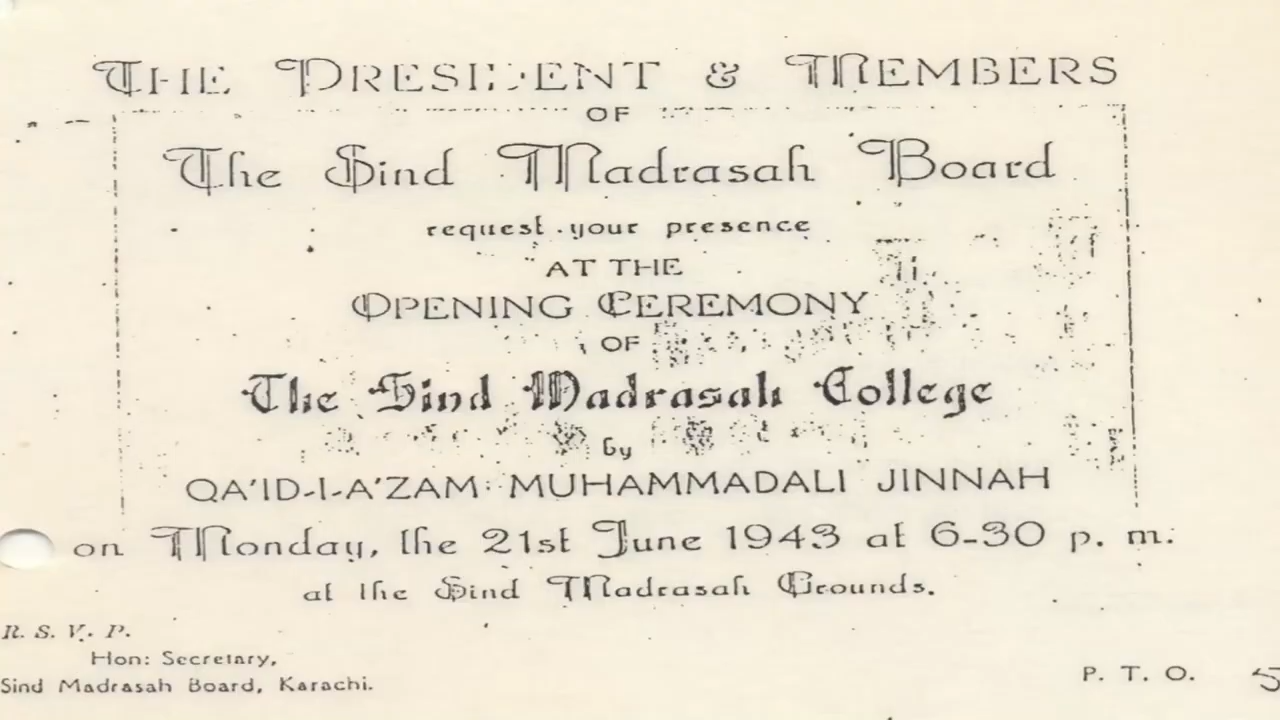 THE PRESIDENT & MEMBERS
OF
The Sind Madrasah Board
request your presence
AT THE
OPENING CEREMONY
OF
The Sind Madrasah College
by
QA'ID-I-A'ZAM MUHAMMADALI JINNAH
on Monday, the 21st June 1943 at 6-30 p. m.
at the Sind Madrasah Grounds.
R. S. V. P.
Hon: Secretary,
Sind Madrasah Board, Karachi.
P. T. O.
5